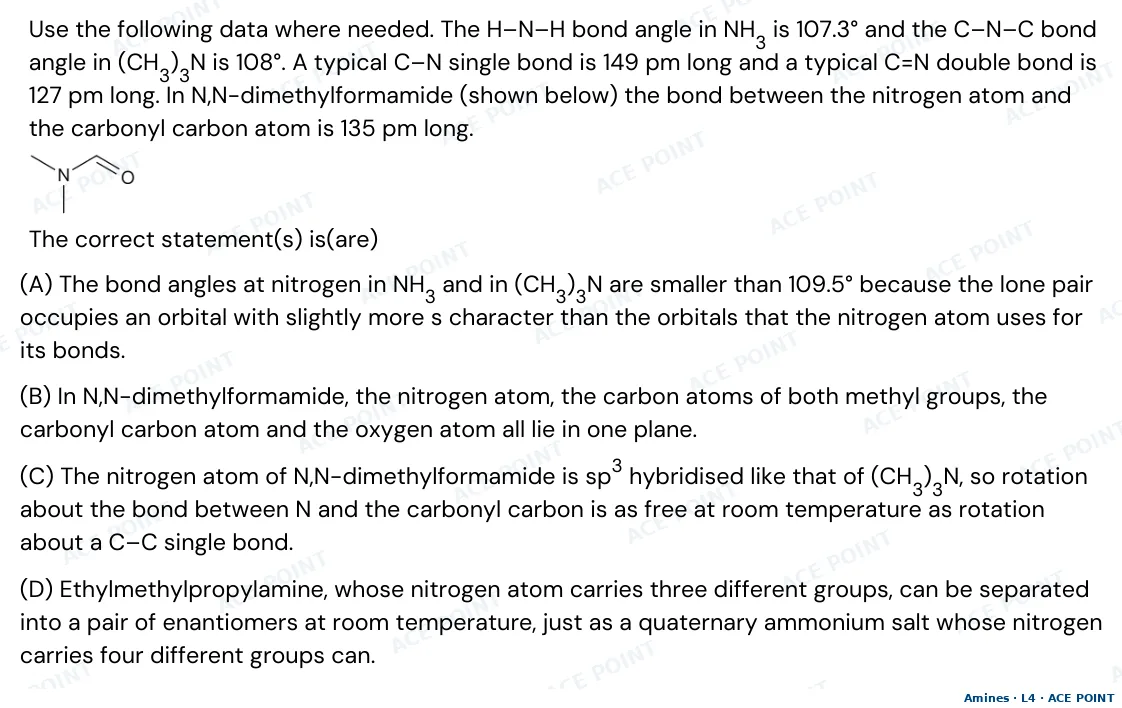 Use the following data where needed. The H–N–H bond angle in NH₃ is 107.3° and the C–N–C bond
angle in (CH₃)₃N is 108°. A typical C–N single bond is 149 pm long and a typical C=N double bond is
127 pm long. In N,N-dimethylformamide (shown below) the bond between the nitrogen atom and
the carbonyl carbon atom is 135 pm long.
N
O
The correct statement(s) is(are)
(A) The bond angles at nitrogen in NH₃ and in (CH₃)₃N are smaller than 109.5° because the lone pair
occupies an orbital with slightly more s character than the orbitals that the nitrogen atom uses for
its bonds.
(B) In N,N-dimethylformamide, the nitrogen atom, the carbon atoms of both methyl groups, the
carbonyl carbon atom and the oxygen atom all lie in one plane.
(C) The nitrogen atom of N,N-dimethylformamide is sp³ hybridised like that of (CH₃)₃N, so rotation
about the bond between N and the carbonyl carbon is as free at room temperature as rotation
about a C–C single bond.
(D) Ethylmethylpropylamine, whose nitrogen atom carries three different groups, can be separated
into a pair of enantiomers at room temperature, just as a quaternary ammonium salt whose nitrogen
carries four different groups can.
Amines · L4 · ACE POINT